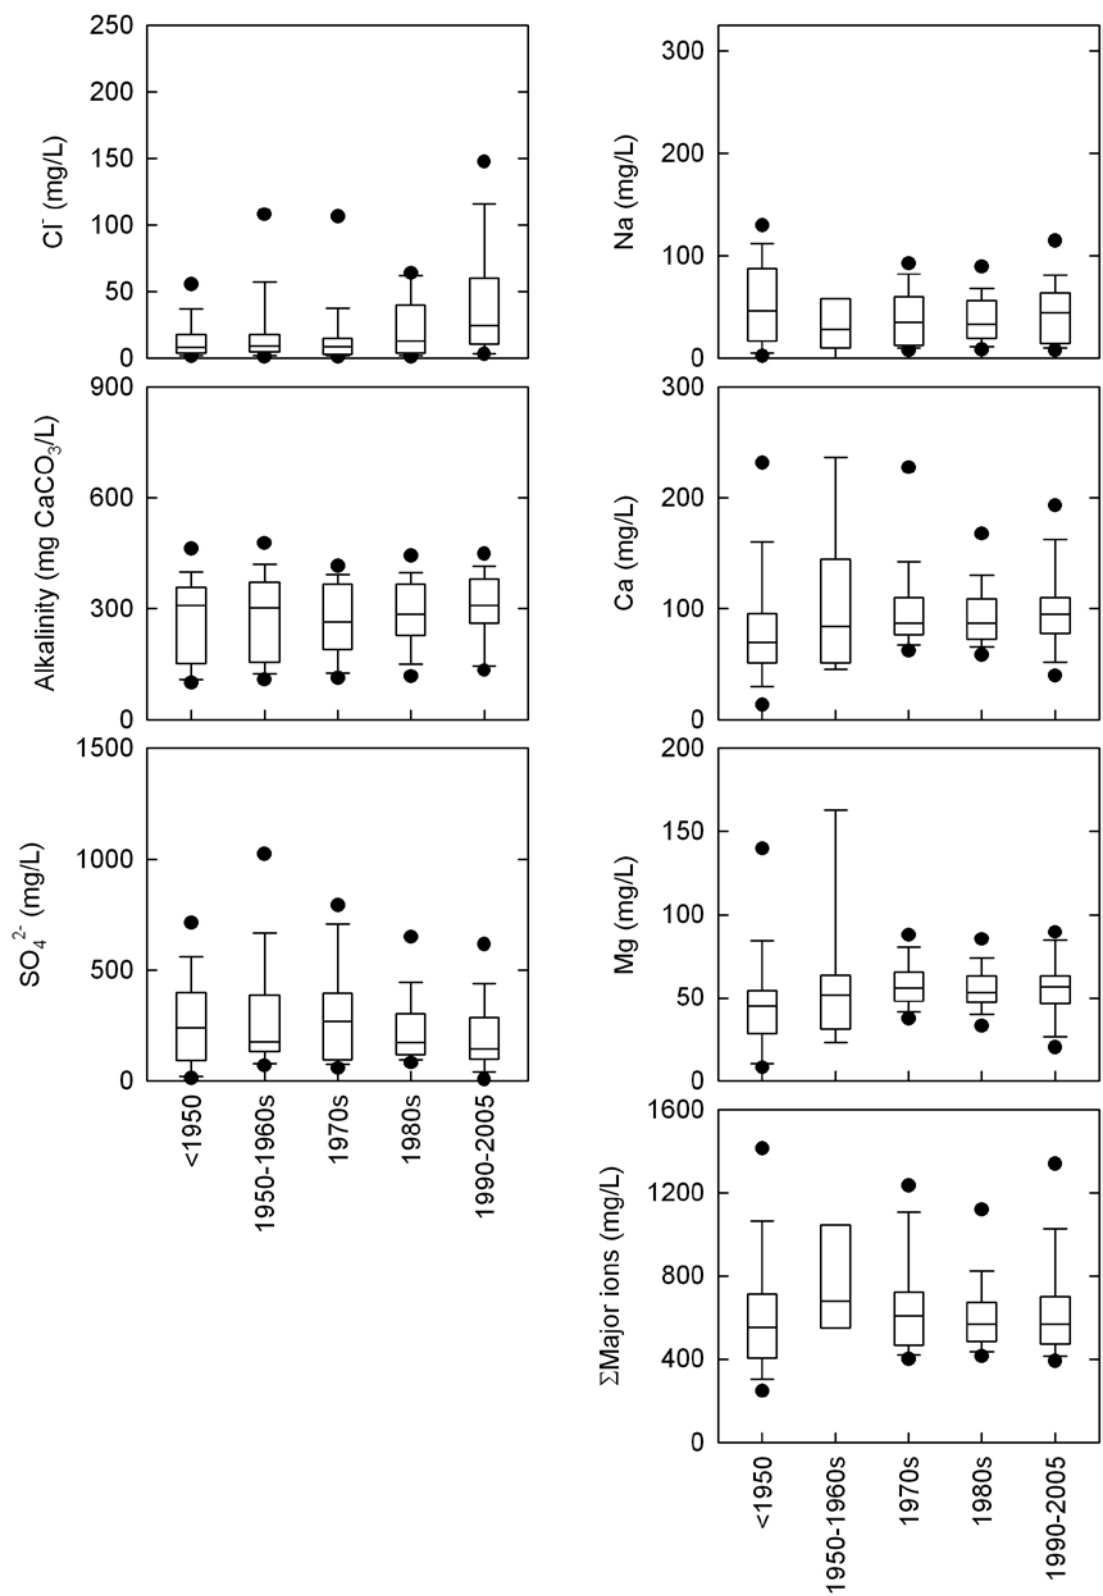 250
200
150
100
50
0
Cl⁻ (mg/L)
900
600
300
0
Alkalinity (mg CaCO₃/L)
1500
1000
500
0
SO₄²⁻ (mg/L)
<1950
1950-1960s
1970s
1980s
1990-2005
300
200
100
0
Na (mg/L)
300
200
100
0
Ca (mg/L)
200
150
100
50
0
Mg (mg/L)
1600
1200
800
400
0
ΣMajor ions (mg/L)
<1950
1950-1960s
1970s
1980s
1990-2005